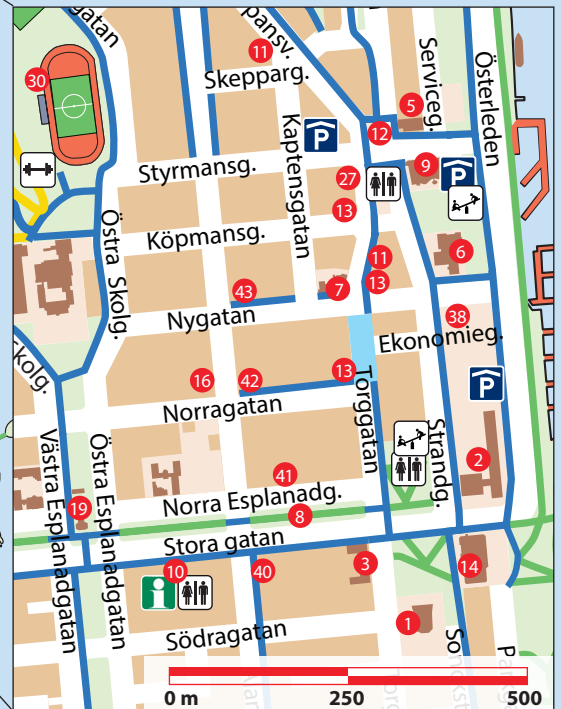 gatan
pansv.
11
Skepparg.
Serviceg.
Österleden
30
5
P
12
Kaptensgatan
Styrmansg.
9
P
27
13
Östra Skolg.
Köpmansg.
6
11
13
7
43
Nygatan
38
Ekonomieg.
Skolg.
16
42
13
P
Norragatan
Torggatan
Strandg.
Västra Esplanadgatan
Östra Esplanadgatan
41
2
Norra Esplanadg.
19
8
Stora gatan
10
i
40
3
14
1
Södragatan
0 m
250
500